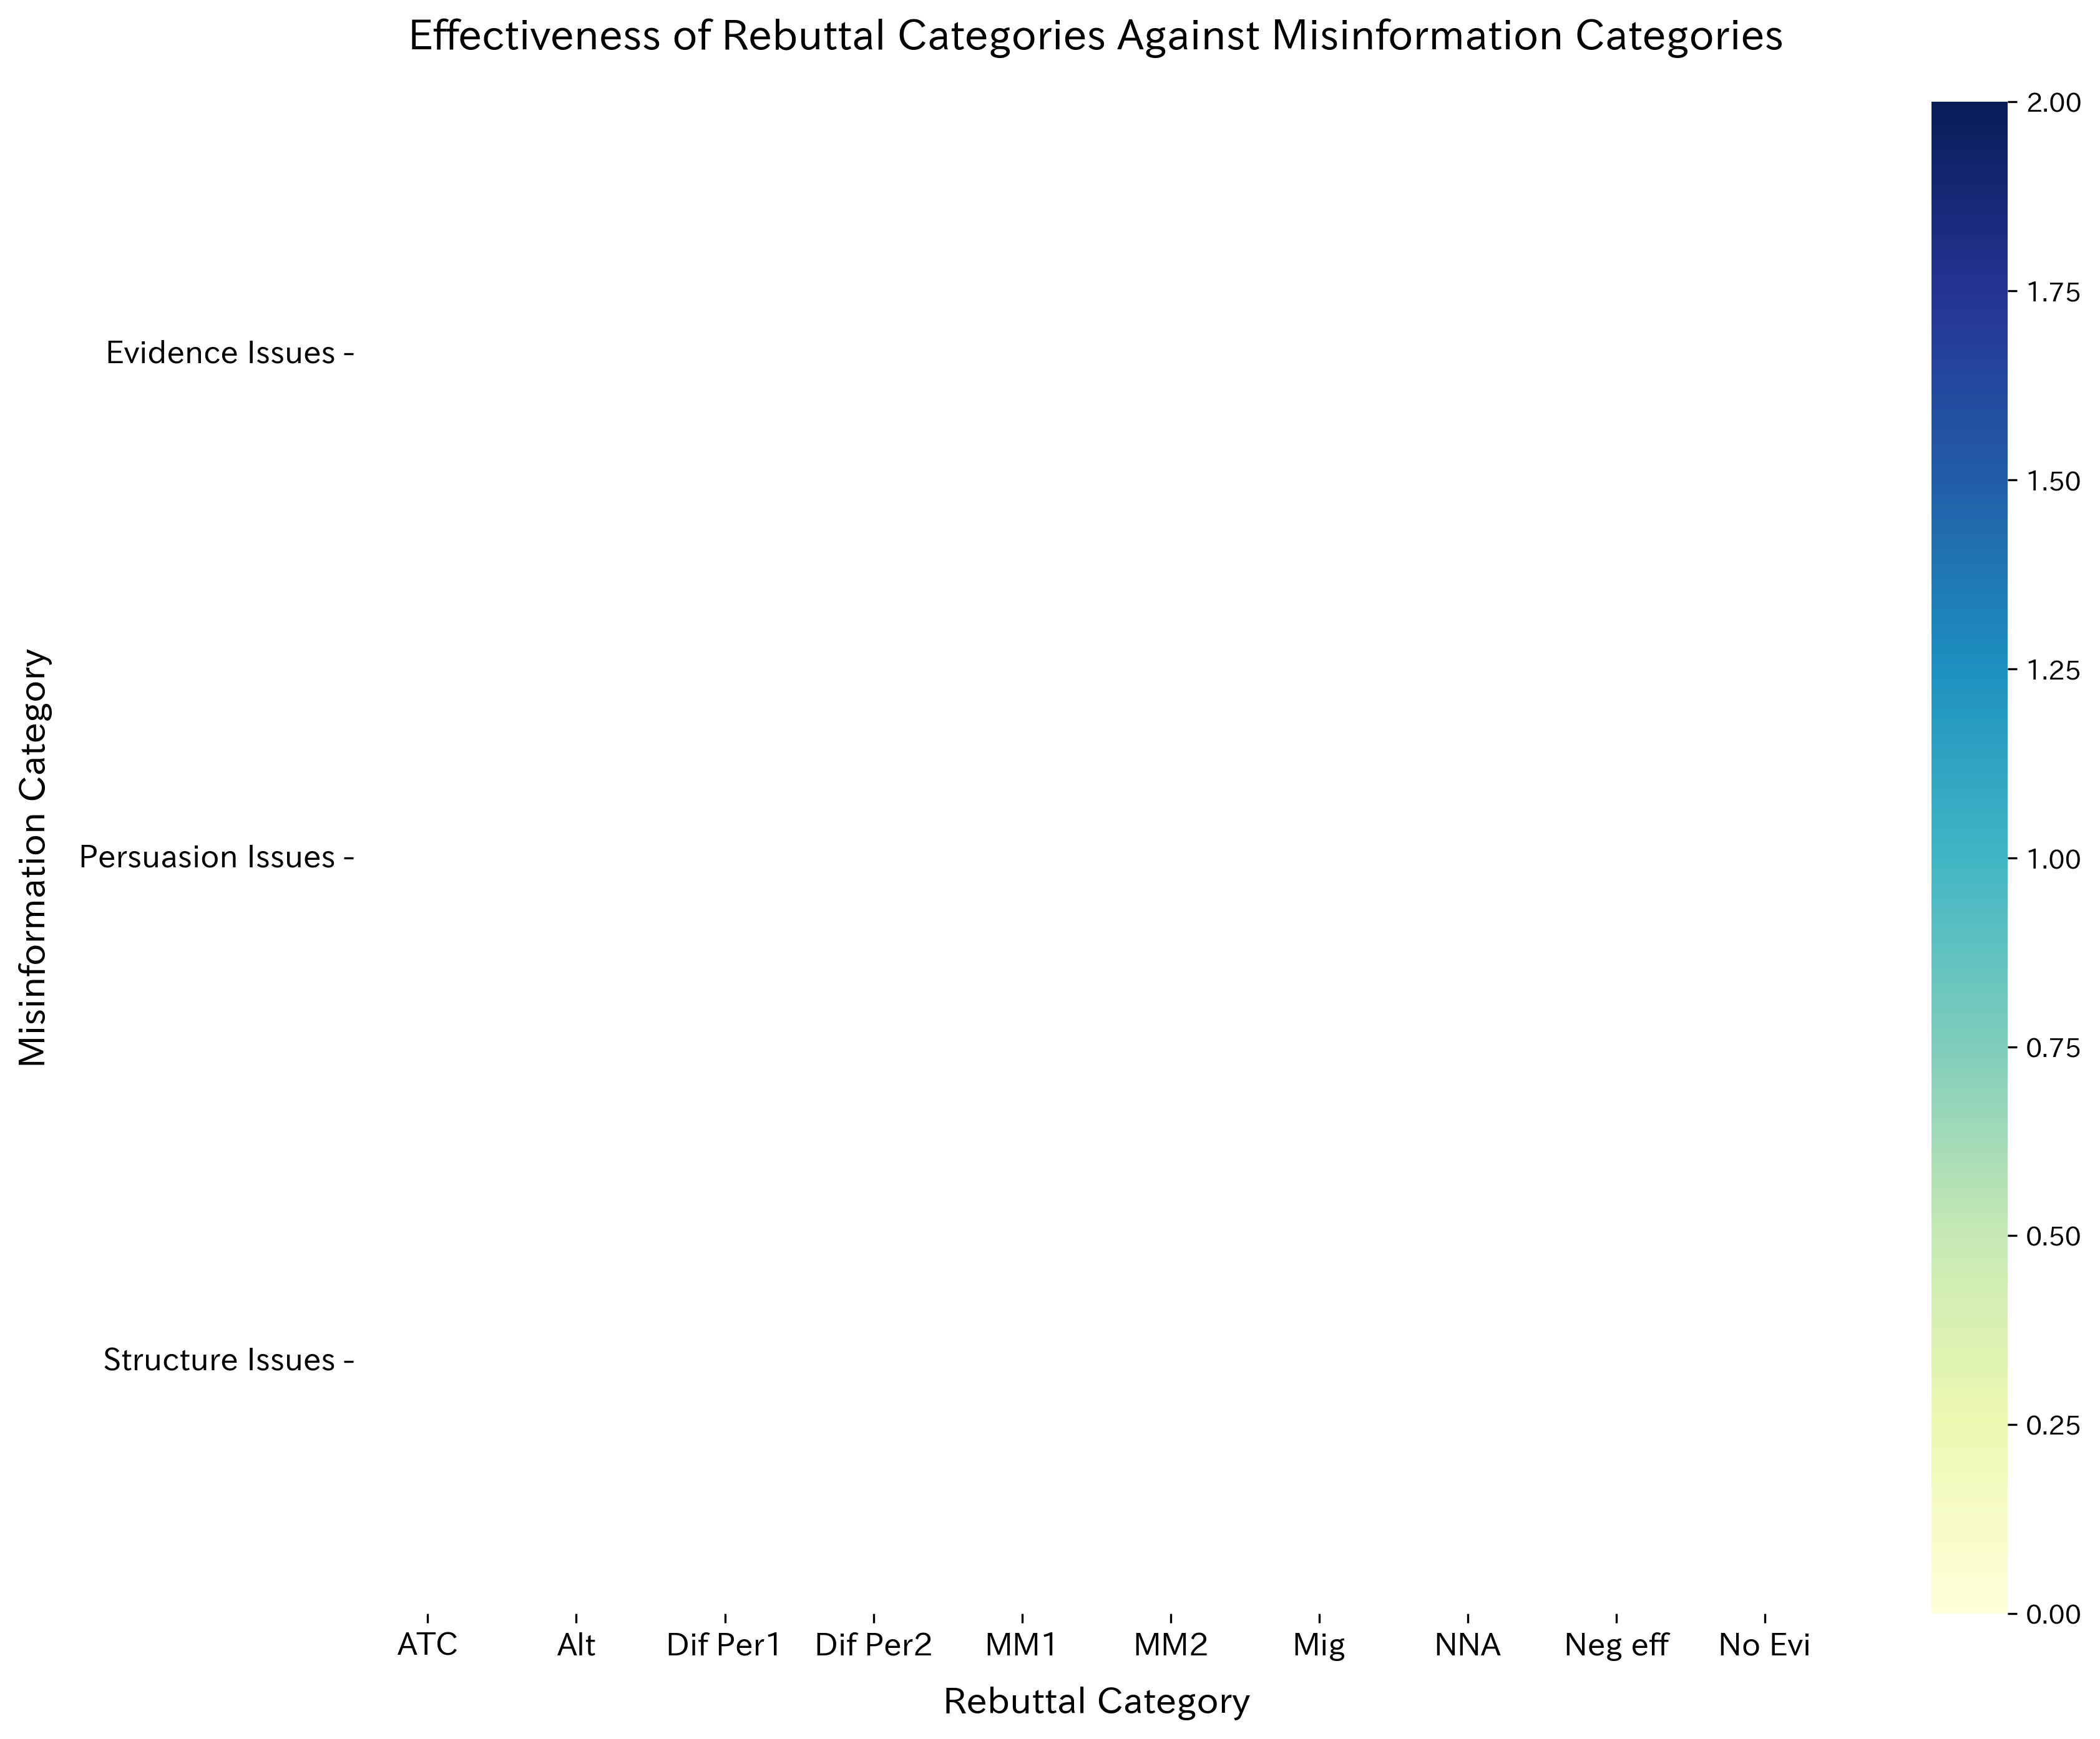 Effectiveness of Rebuttal Categories Against Misinformation Categories
Misinformation Category
Evidence Issues
Persuasion Issues
Structure Issues
ATC Alt Dif Per1 Dif Per2 MM1 MM2 Mig NNA Neg eff No Evi
Rebuttal Category
2.00
1.75
1.50
1.25
1.00
0.75
0.50
0.25
0.00